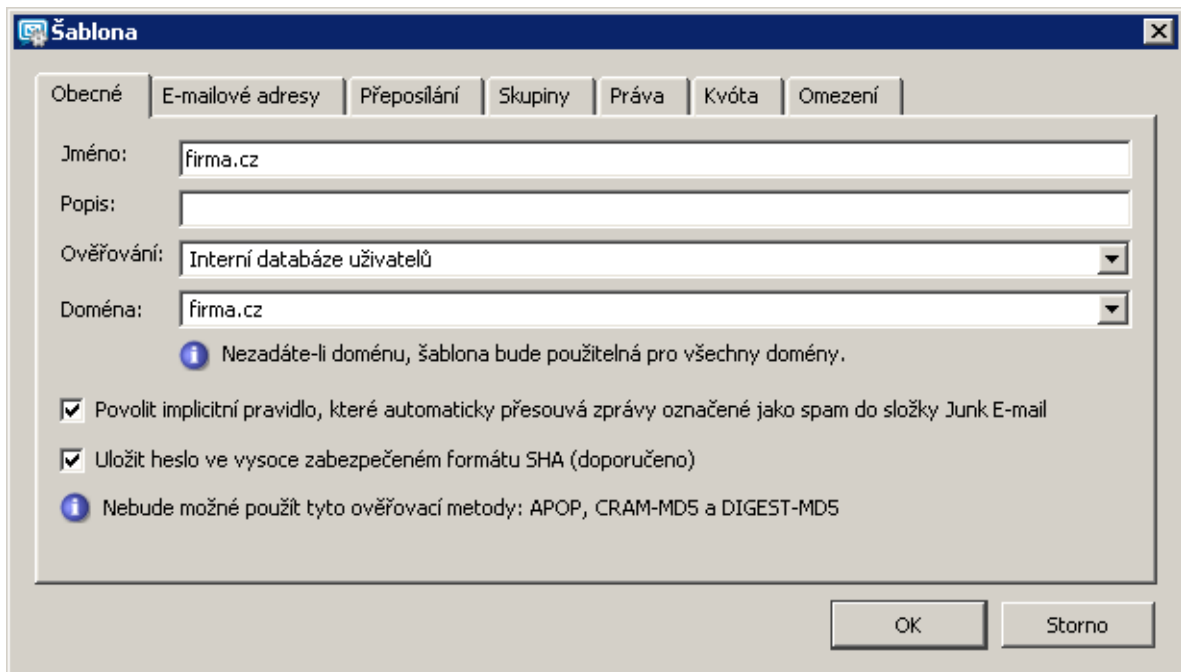 Šablona
Obecné E-mailové adresy Přeposílání Skupiny Práva Kvóta Omezení
Jméno: firma.cz
Popis:
Ověřování: Interní databáze uživatelů
Doména: firma.cz
Nezadáte-li doménu, šablona bude použitelná pro všechny domény.
Povolit implicitní pravidlo, které automaticky přesouvá zprávy označené jako spam do složky Junk E-mail
Uložit heslo ve vysoce zabezpečeném formátu SHA (doporučeno)
Nebude možné použít tyto ověřovací metody: APOP, CRAM-MD5 a DIGEST-MD5
OK Storno